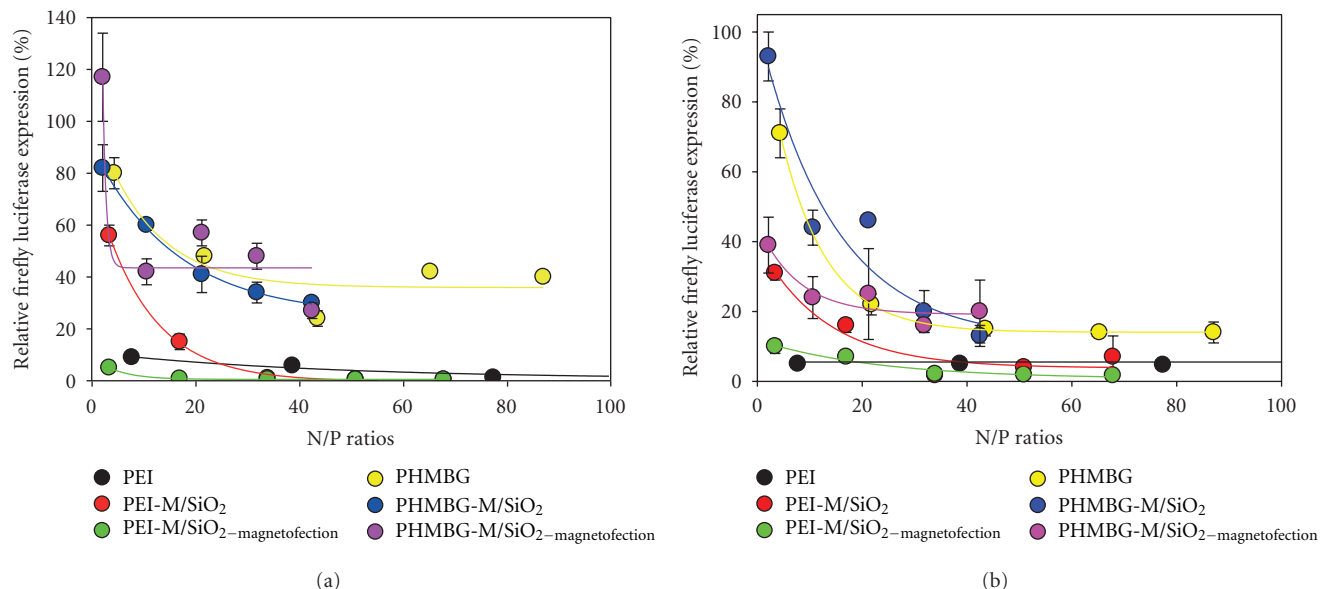 Relative firefly luciferase expression (%)
140
120
100
80
60
40
20
0
0 20 40 60 80 100
N/P ratios
PEI
PEI-M/SiO₂
PEI-M/SiO₂₋magnetofection
PHMBG
PHMBG-M/SiO₂
PHMBG-M/SiO₂₋magnetofection
(a)
Relative firefly luciferase expression (%)
100
80
60
40
20
0
0 20 40 60 80 100
N/P ratios
PEI
PEI-M/SiO₂
PEI-M/SiO₂₋magnetofection
PHMBG
PHMBG-M/SiO₂
PHMBG-M/SiO₂₋magnetofection
(b)